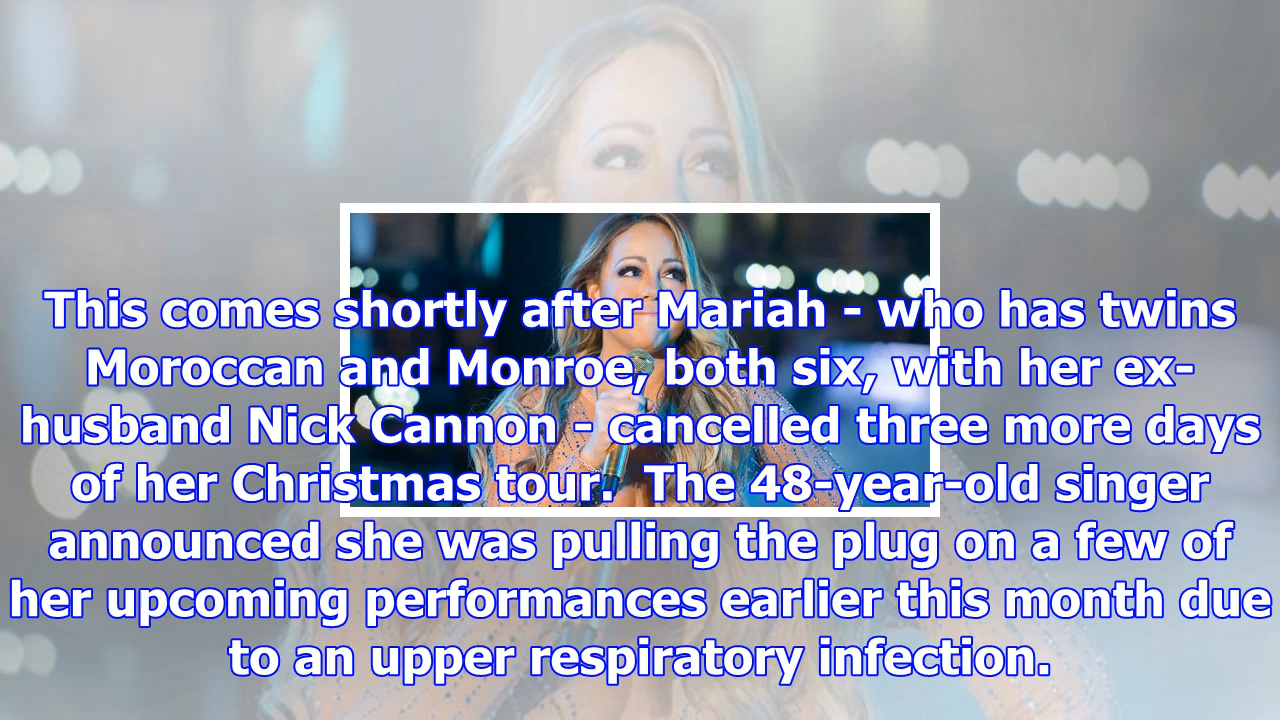 This comes shortly after Mariah - who has twins
Moroccan and Monroe, both six, with her ex-
husband Nick Cannon - cancelled three more days
of her Christmas tour.  The 48-year-old singer
announced she was pulling the plug on a few of
her upcoming performances earlier this month due
to an upper respiratory infection.